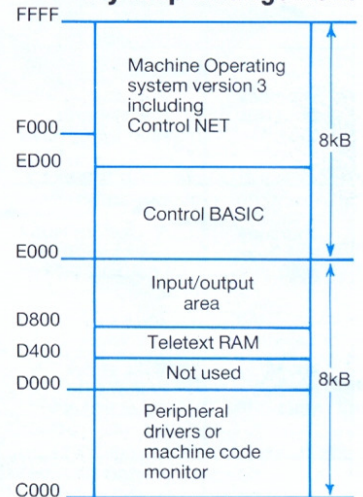 FFFF
Machine Operating
system version 3
including
Control NET
F000
8kB
ED00
Control BASIC
E000
Input/output
area
D800
Teletext RAM
D400
Not used
D000
8kB
Peripheral
drivers or
machine code
monitor
C000